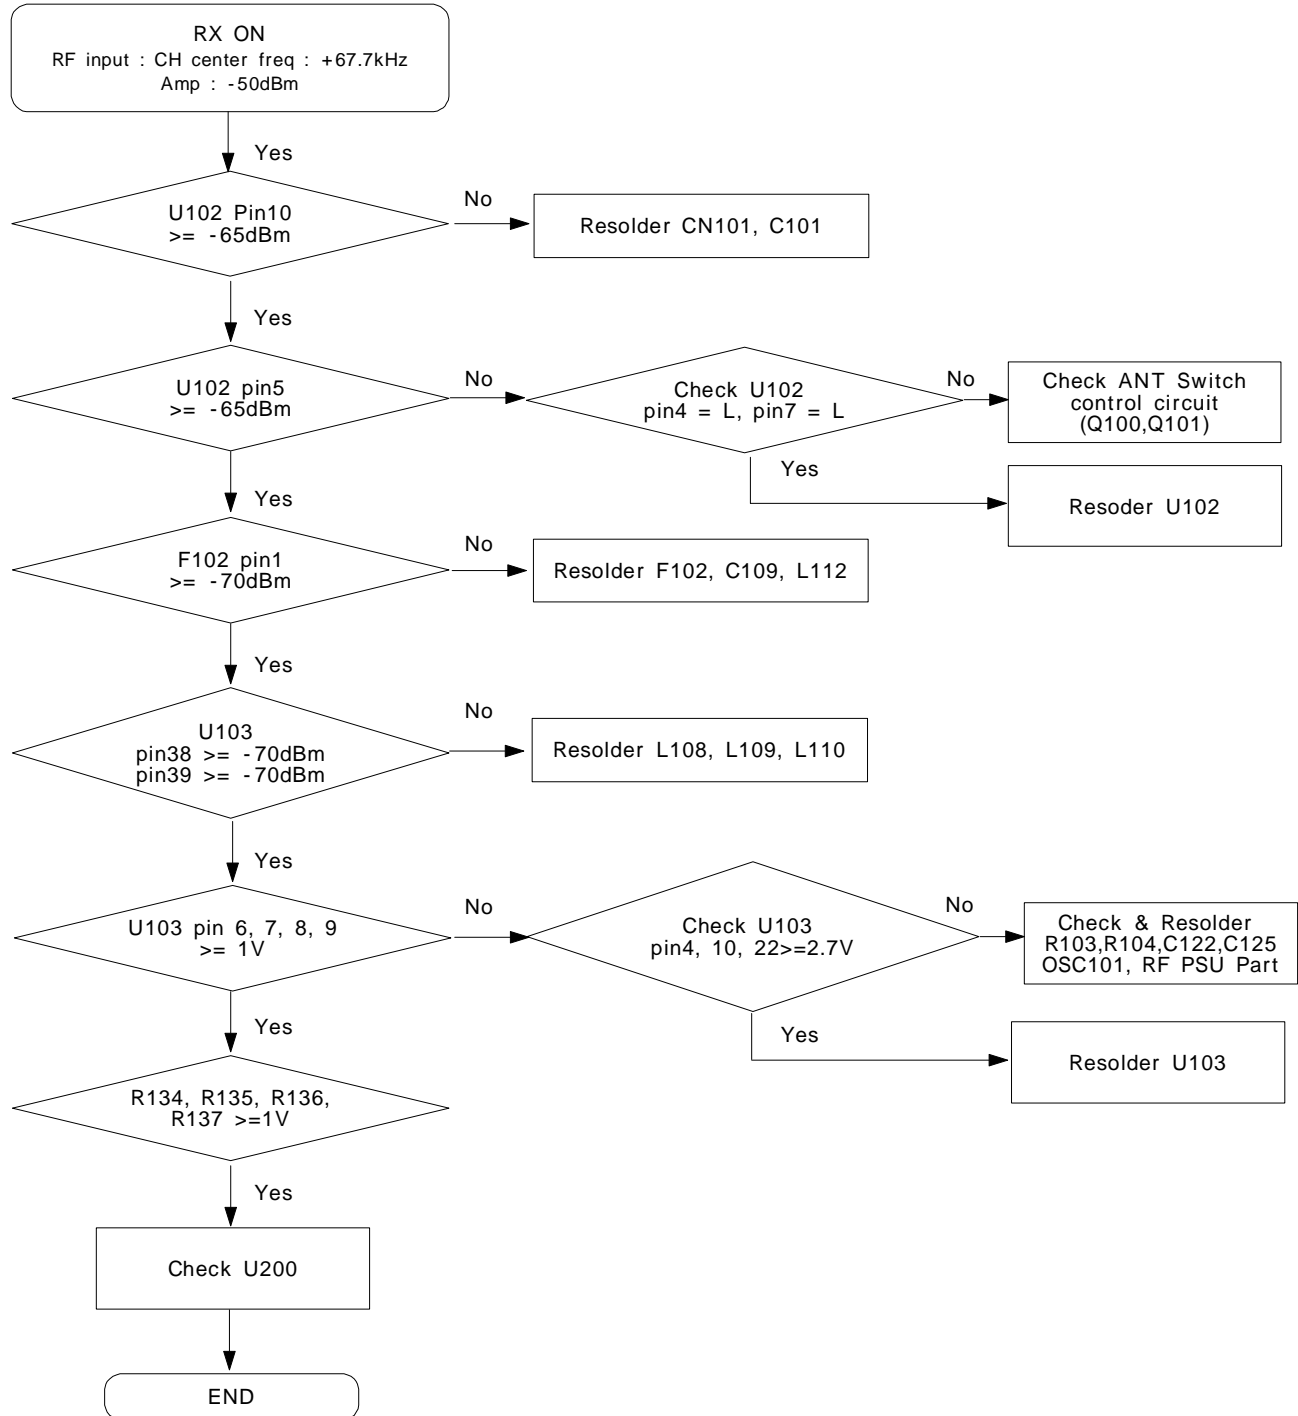 RX ON
RF input : CH center freq : +67.7kHz
Amp : -50dBm
Yes
U102 Pin10
>= -65dBm
No
Resolder CN101, C101
Yes
U102 pin5
>= -65dBm
No
Check U102
pin4 = L, pin7 = L
No
Check ANT Switch
control circuit
(Q100,Q101)
Yes
Resoder U102
Yes
F102 pin1
>= -70dBm
No
Resolder F102, C109, L112
Yes
U103
pin38 >= -70dBm
pin39 >= -70dBm
No
Resolder L108, L109, L110
Yes
U103 pin 6, 7, 8, 9
>= 1V
No
Check U103
pin4, 10, 22>=2.7V
No
Check & Resolder
R103,R104,C122,C125
OSC101, RF PSU Part
Yes
Resolder U103
Yes
R134, R135, R136,
R137 >=1V
Yes
Check U200
END